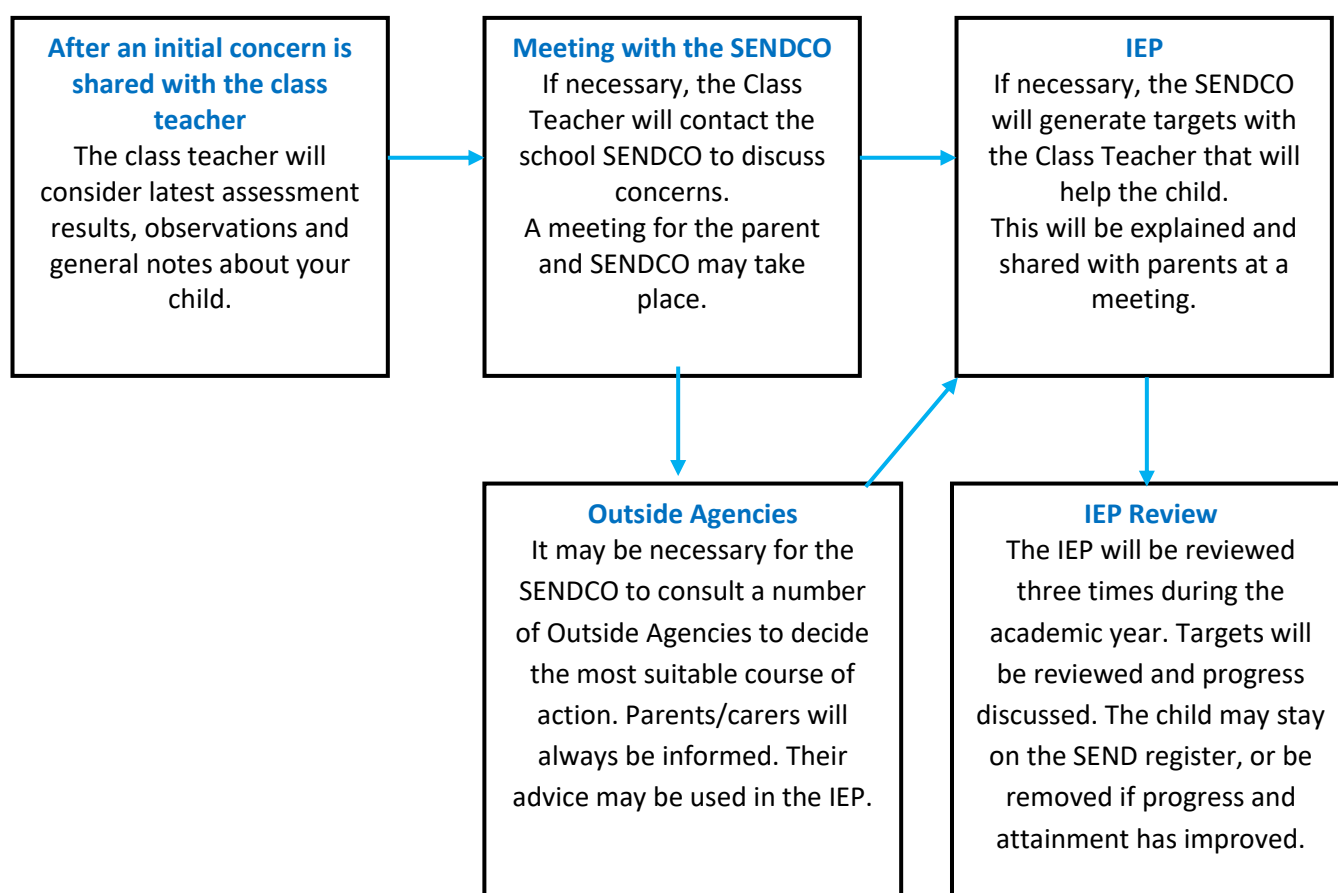 After an initial concern is
shared with the class
teacher
The class teacher will
consider latest assessment
results, observations and
general notes about your
child.
Meeting with the SENDCO
If necessary, the Class
Teacher will contact the
school SENDCO to discuss
concerns.
A meeting for the parent
and SENDCO may take
place.
IEP
If necessary, the SENDCO
will generate targets with
the Class Teacher that will
help the child.
This will be explained and
shared with parents at a
meeting.
Outside Agencies
It may be necessary for the
SENDCO to consult a number
of Outside Agencies to decide
the most suitable course of
action. Parents/carers will
always be informed. Their
advice may be used in the IEP.
IEP Review
The IEP will be reviewed
three times during the
academic year. Targets will
be reviewed and progress
discussed. The child may stay
on the SEND register, or be
removed if progress and
attainment has improved.